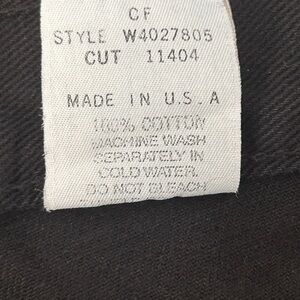 CF
STYLE W4027805
CUT 11404
MADE IN U.S.A
100% COTTON
MACHINE WASH
SEPARATELY IN
COLD WATER.
DO NOT BLEACH